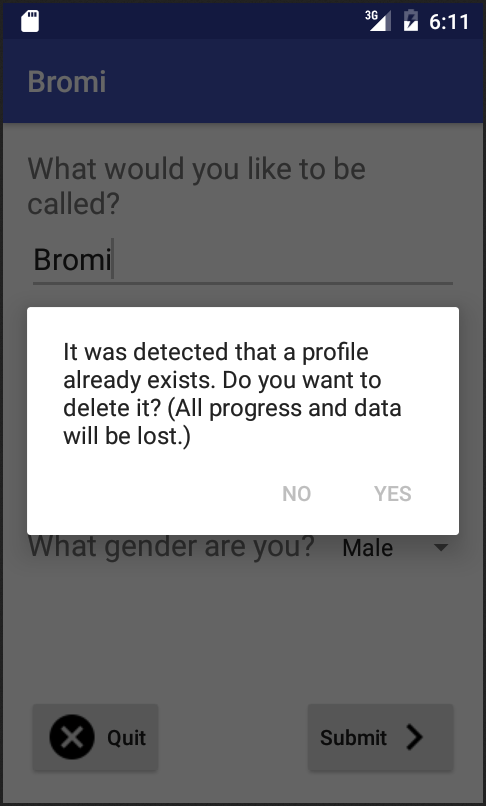 3G 6:11
Bromi
What would you like to be
called?
Bromi
It was detected that a profile
already exists. Do you want to
delete it? (All progress and data
will be lost.)
NO YES
What gender are you? Male
Quit Submit